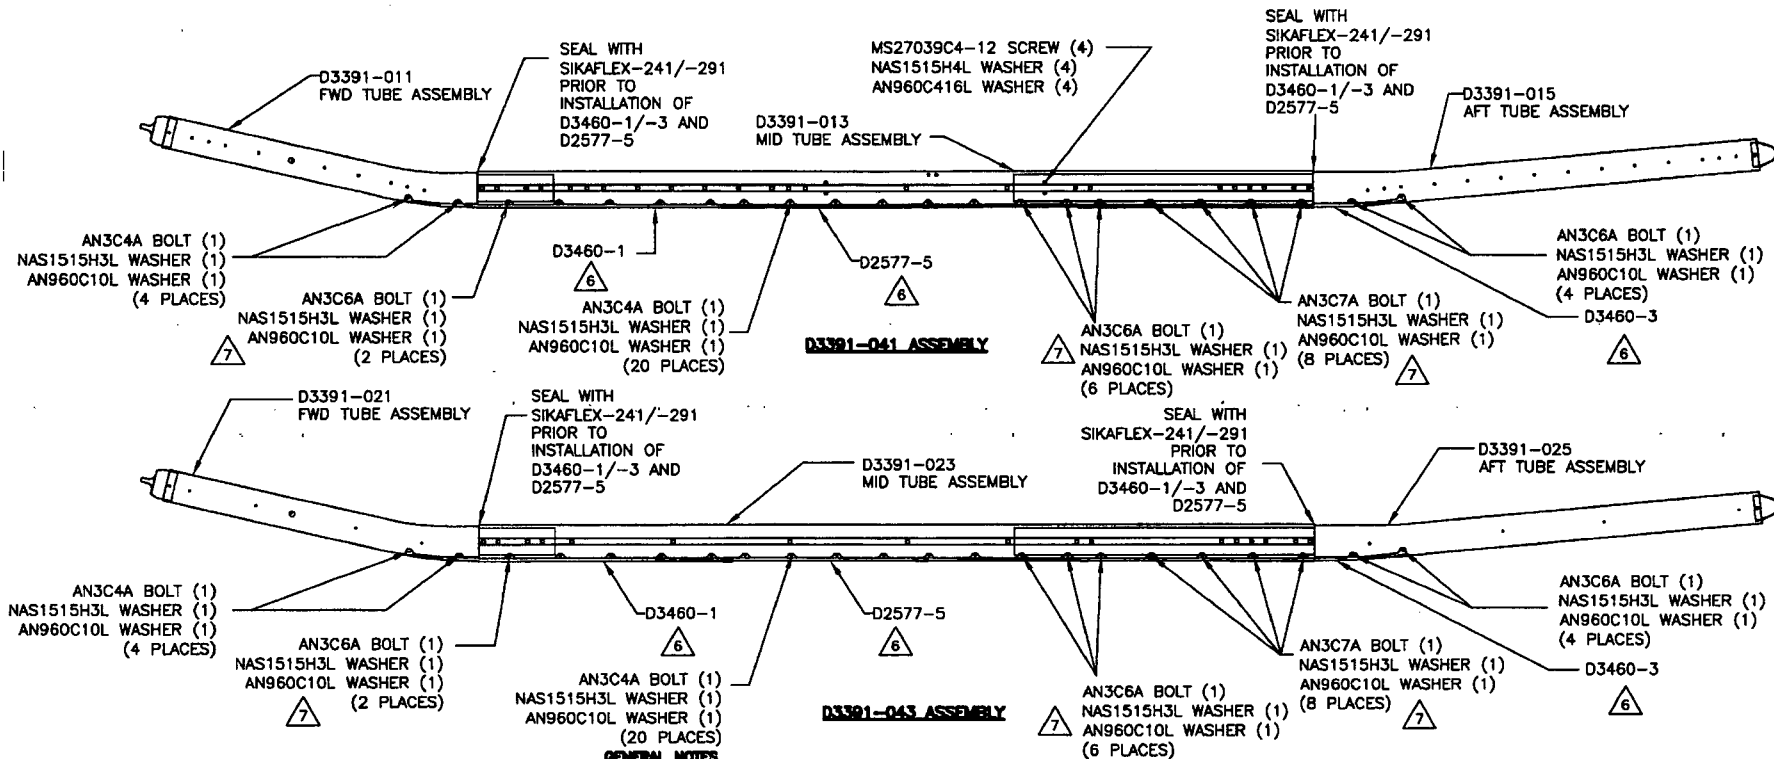 D3391-011
FWD TUBE ASSEMBLY
SEAL WITH
SIKAFLEX-241/-291
PRIOR TO
INSTALLATION OF
D3460-1/-3 AND
D2577-5
D3391-013
MID TUBE ASSEMBLY
MS27039C4-12 SCREW (4)
NAS1515H4L WASHER (4)
AN960C416L WASHER (4)
SEAL WITH
SIKAFLEX-241/-291
PRIOR TO
INSTALLATION OF
D3460-1/-3 AND
D2577-5
D3391-015
AFT TUBE ASSEMBLY
AN3C4A BOLT (1)
NAS1515H3L WASHER (1)
AN960C10L WASHER (1)
(4 PLACES)
7
AN3C6A BOLT (1)
NAS1515H3L WASHER (1)
AN960C10L WASHER (1)
(2 PLACES)
D3460-1
6
AN3C4A BOLT (1)
NAS1515H3L WASHER (1)
AN960C10L WASHER (1)
(20 PLACES)
D2577-5
6
D3391-041 ASSEMBLY
7
AN3C6A BOLT (1)
NAS1515H3L WASHER (1)
AN960C10L WASHER (1)
(6 PLACES)
AN3C7A BOLT (1)
NAS1515H3L WASHER (1)
AN960C10L WASHER (1)
(8 PLACES)
7
AN3C6A BOLT (1)
NAS1515H3L WASHER (1)
AN960C10L WASHER (1)
(4 PLACES)
D3460-3
6
D3391-021
FWD TUBE ASSEMBLY
SEAL WITH
SIKAFLEX-241/-291
PRIOR TO
INSTALLATION OF
D3460-1/-3 AND
D2577-5
D3391-023
MID TUBE ASSEMBLY
SEAL WITH
SIKAFLEX-241/-291
PRIOR TO
INSTALLATION OF
D3460-1/-3 AND
D2577-5
D3391-025
AFT TUBE ASSEMBLY
AN3C4A BOLT (1)
NAS1515H3L WASHER (1)
AN960C10L WASHER (1)
(4 PLACES)
AN3C6A BOLT (1)
NAS1515H3L WASHER (1)
AN960C10L WASHER (1)
(2 PLACES)
7
D3460-1
6
AN3C4A BOLT (1)
NAS1515H3L WASHER (1)
AN960C10L WASHER (1)
(20 PLACES)
D2577-5
6
D3391-043 ASSEMBLY
7
AN3C6A BOLT (1)
NAS1515H3L WASHER (1)
AN960C10L WASHER (1)
(6 PLACES)
AN3C7A BOLT (1)
NAS1515H3L WASHER (1)
AN960C10L WASHER (1)
(8 PLACES)
7
AN3C6A BOLT (1)
NAS1515H3L WASHER (1)
AN960C10L WASHER (1)
(4 PLACES)
D3460-3
6
GENERAL NOTES